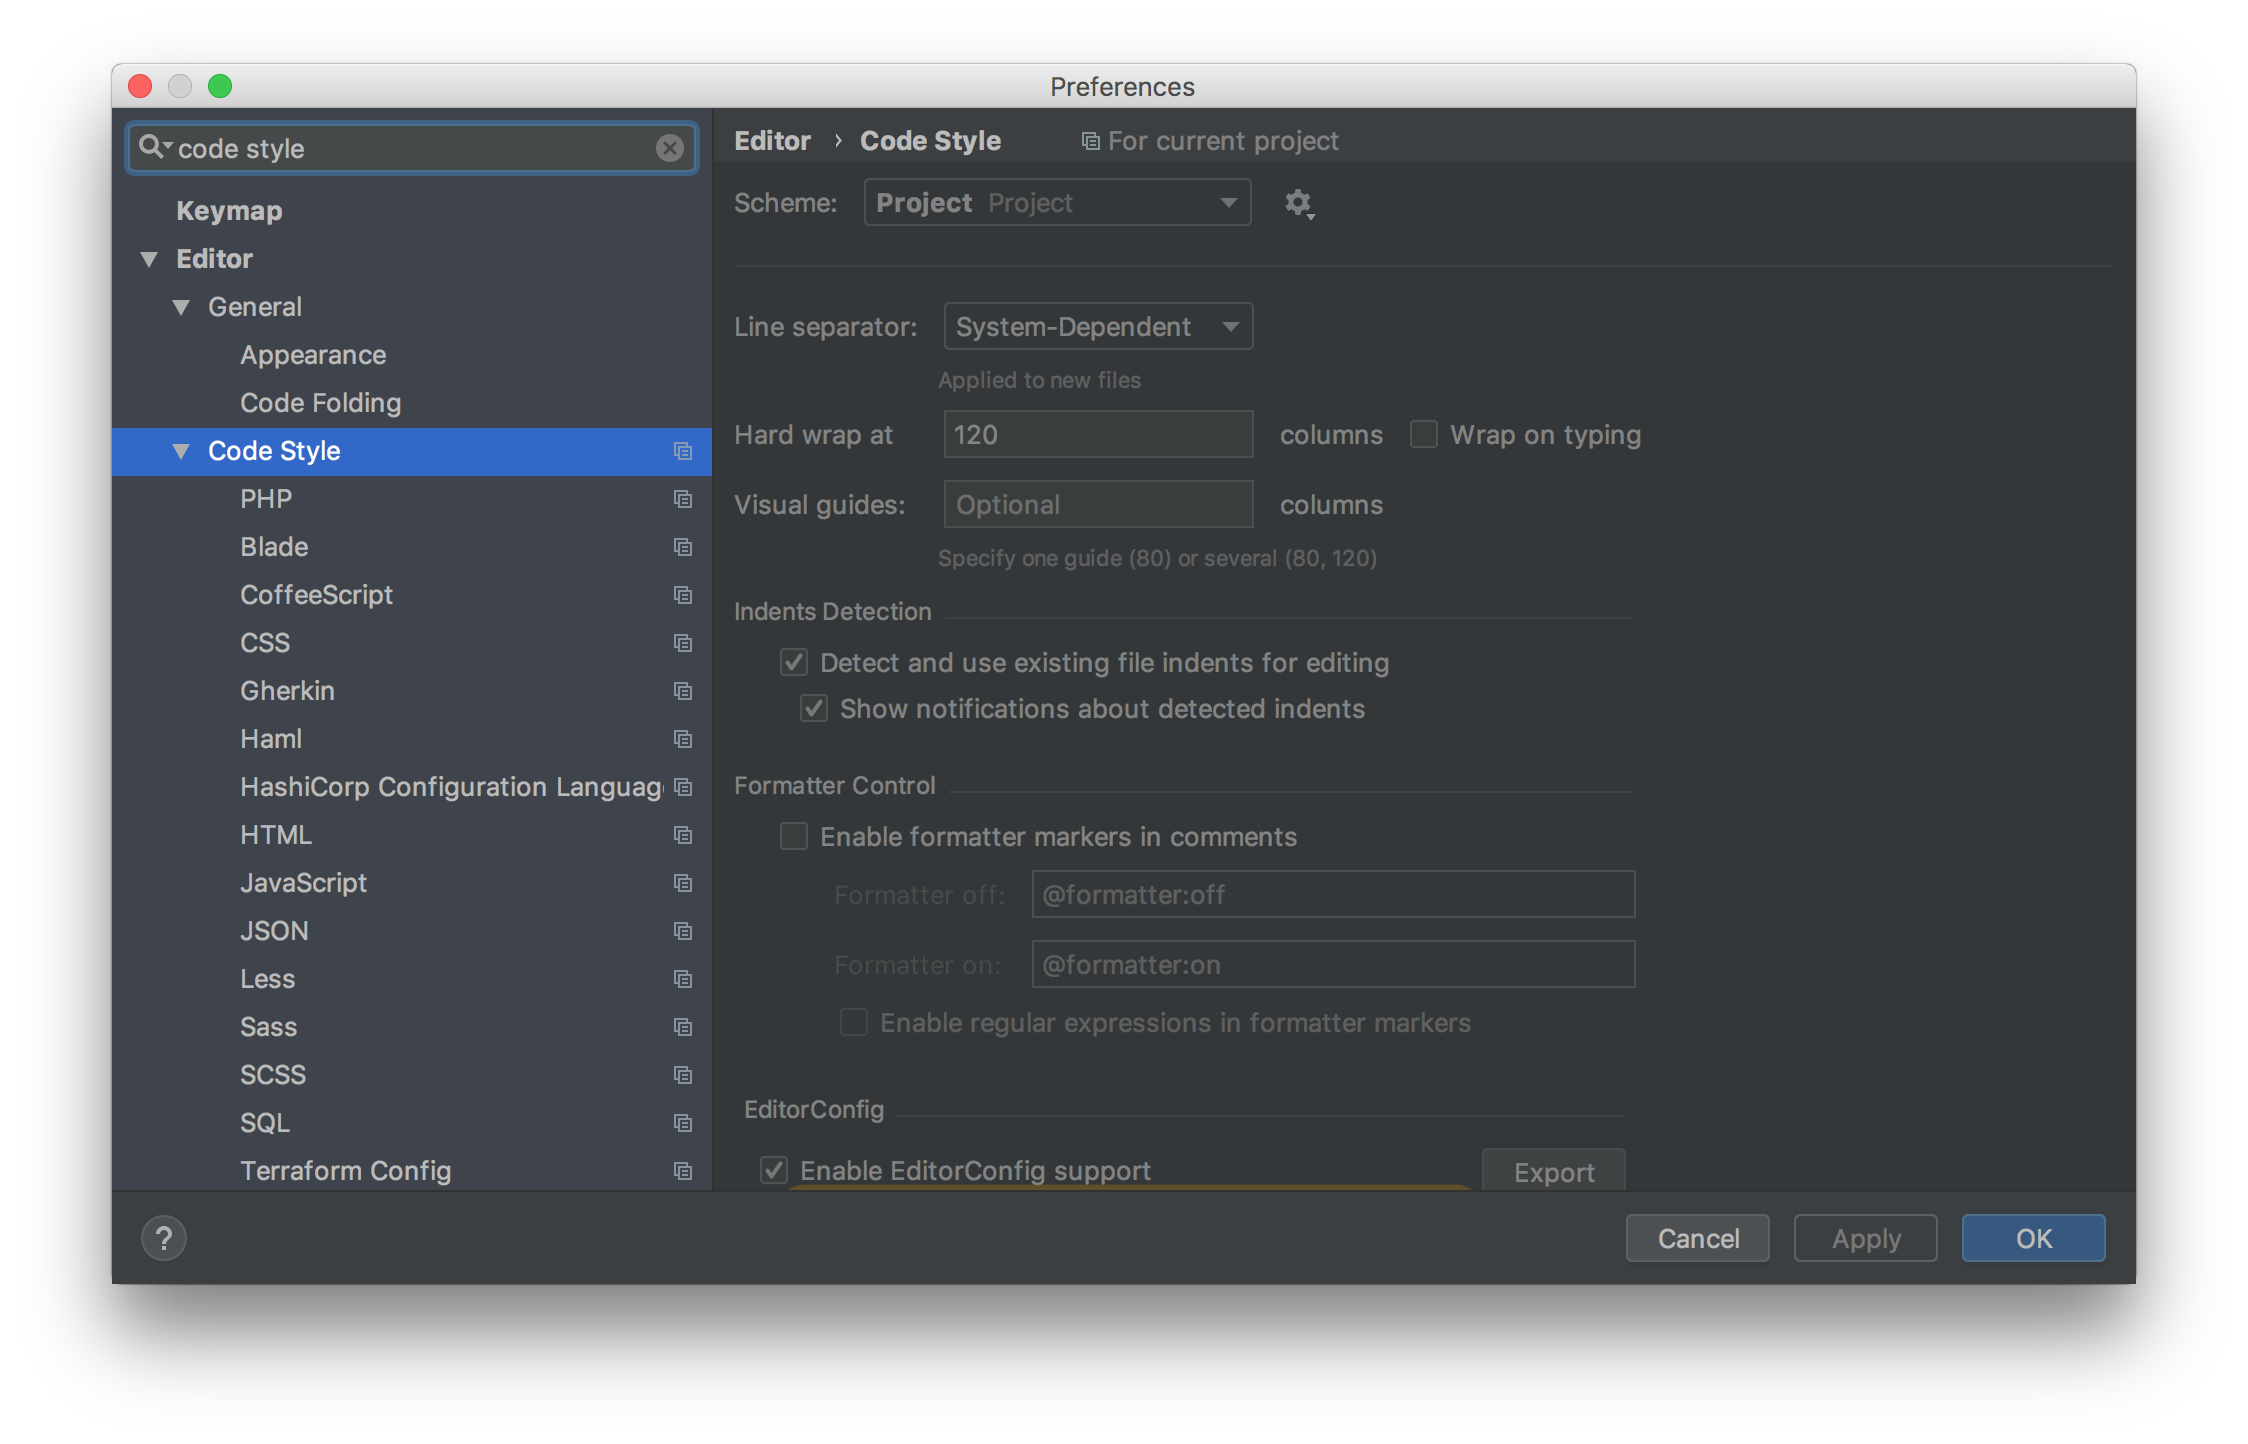 Preferences
code style
Keymap
Editor
General
Appearance
Code Folding
Code Style
PHP
Blade
CoffeeScript
CSS
Gherkin
Haml
HashiCorp Configuration Languag
HTML
JavaScript
JSON
Less
Sass
SCSS
SQL
Terraform Config
Editor › Code Style For current project
Scheme: Project Project
Line separator: System-Dependent
Applied to new files
Hard wrap at 120 columns Wrap on typing
Visual guides: Optional columns
Specify one guide (80) or several (80, 120)
Indents Detection
Detect and use existing file indents for editing
Show notifications about detected indents
Formatter Control
Enable formatter markers in comments
Formatter off: @formatter:off
Formatter on: @formatter:on
Enable regular expressions in formatter markers
EditorConfig
Enable EditorConfig support Export
? Cancel Apply OK